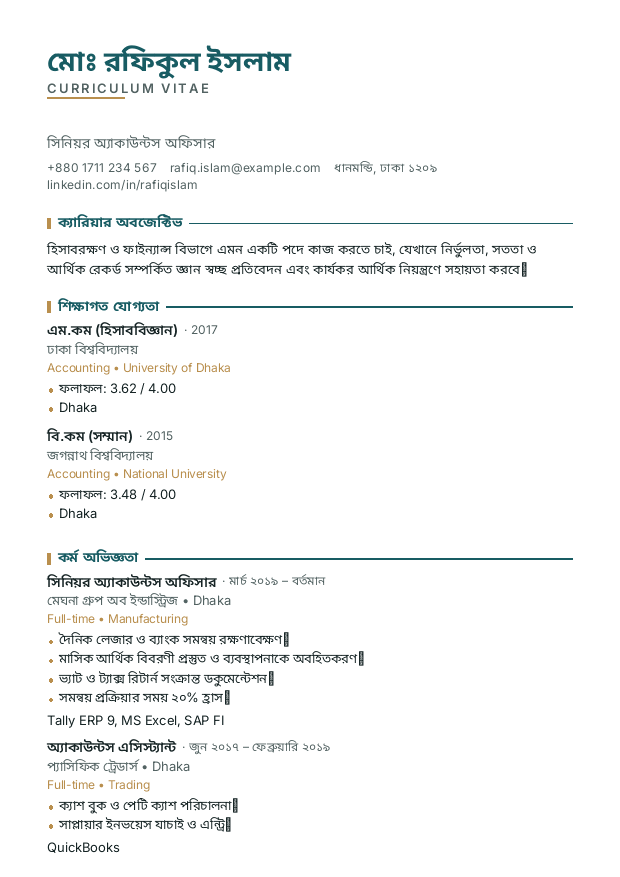 মোঃ রফিকুল ইসলাম
CURRICULUM VITAE
সিনিয়র অ্যাকাউন্টস অফিসার
+880 1711 234 567 rafiq.islam@example.com ধানমন্ডি, ঢাকা ১২০৯
linkedin.com/in/rafiqislam
ক্যারিয়ার অবজেক্টিভ
হিসাবরক্ষণ ও ফাইন্যান্স বিভাগে এমন একটি পদে কাজ করতে চাই, যেখানে নির্ভুলতা, সততা ও
আর্থিক রেকর্ড সম্পর্কিত জ্ঞান স্বচ্ছ প্রতিবেদন এবং কার্যকর আর্থিক নিয়ন্ত্রণে সহায়তা করবে
শিক্ষাগত যোগ্যতা
এম.কম (হিসাববিজ্ঞান) · 2017
ঢাকা বিশ্ববিদ্যালয়
Accounting • University of Dhaka
• ফলাফল: 3.62 / 4.00
• Dhaka
বি.কম (সম্মান) · 2015
জগন্নাথ বিশ্ববিদ্যালয়
Accounting • National University
• ফলাফল: 3.48 / 4.00
• Dhaka
কর্ম অভিজ্ঞতা
সিনিয়র অ্যাকাউন্টস অফিসার · মার্চ ২০১৯ – বর্তমান
মেঘনা গ্রুপ অব ইন্ডাস্ট্রিজ • Dhaka
Full-time • Manufacturing
• দৈনিক লেজার ও ব্যাংক সমন্বয় রক্ষণাবেক্ষণ
• মাসিক আর্থিক বিবরণী প্রস্তুত ও ব্যবস্থাপনাকে অবহিতকরণ
• ভ্যাট ও ট্যাক্স রিটার্ন সংক্রান্ত ডকুমেন্টেশন
• সমন্বয় প্রক্রিয়ার সময় ২০% হ্রাস
Tally ERP 9, MS Excel, SAP FI
অ্যাকাউন্টস এসিস্ট্যান্ট · জুন ২০১৭ – ফেব্রুয়ারি ২০১৯
প্যাসিফিক ট্রেডার্স • Dhaka
Full-time • Trading
• ক্যাশ বুক ও পেটি ক্যাশ পরিচালনা
• সাপ্লায়ার ইনভয়েস যাচাই ও এন্ট্রি
QuickBooks